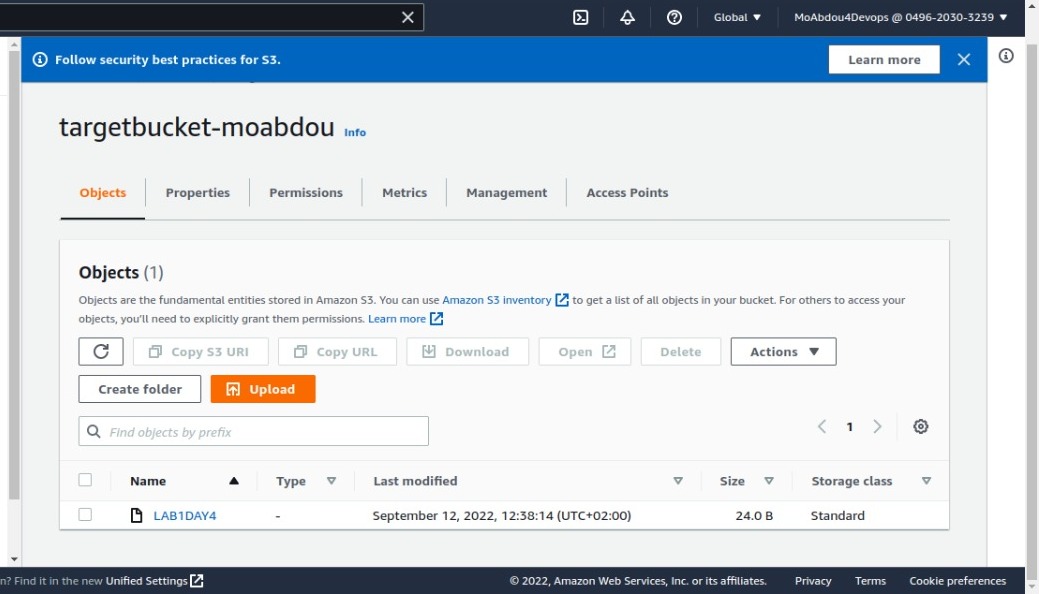 Global ▼ MoAbdou4Devops @ 0496-2030-3239 ▼
Follow security best practices for S3. Learn more
targetbucket-moabdou Info
Objects Properties Permissions Metrics Management Access Points
Objects (1)
Objects are the fundamental entities stored in Amazon S3. You can use Amazon S3 inventory to get a list of all objects in your bucket. For others to access your
objects, you'll need to explicitly grant them permissions. Learn more
Copy S3 URI Copy URL Download Open Delete Actions ▼
Create folder Upload
Find objects by prefix 1
Name ▲ Type Last modified Size Storage class
LAB1DAY4 - September 12, 2022, 12:38:14 (UTC+02:00) 24.0 B Standard
n? Find it in the new Unified Settings © 2022, Amazon Web Services, Inc. or its affiliates. Privacy Terms Cookie preferences